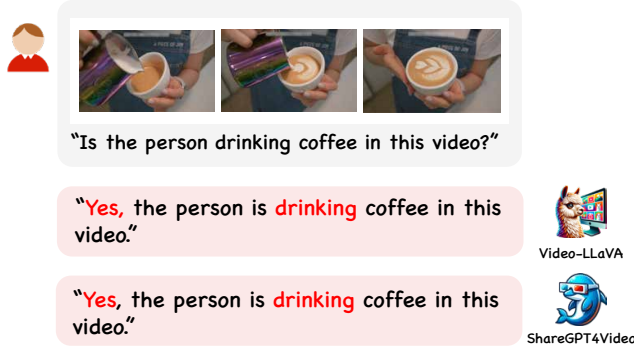 "Is the person drinking coffee in this video?"
"Yes, the person is drinking coffee in this
video."
Video-LLaVA
"Yes, the person is drinking coffee in this
video."
ShareGPT4Video